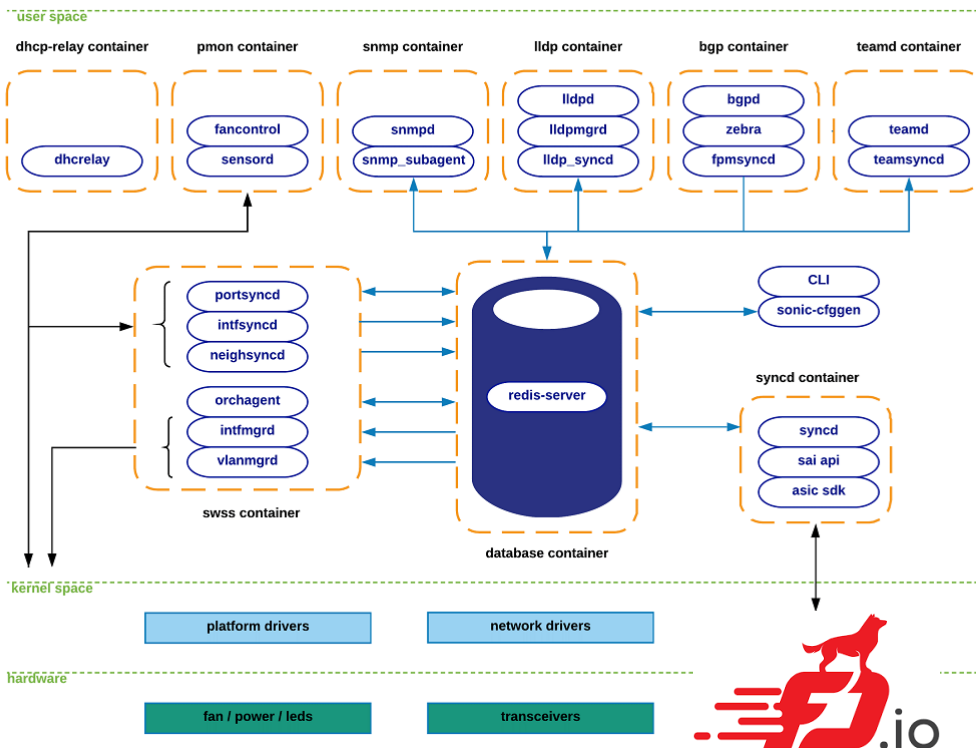 user space
dhcp-relay container
pmon container
snmp container
lldp container
bgp container
teamd container
dhcrelay
fancontrol
sensord
snmpd
snmp_subagent
lldpd
lldpmgrd
lldp_syncd
bgpd
zebra
fpmsyncd
teamd
teamsyncd
portsyncd
intfsyncd
neighsyncd
orchagent
intfmgrd
vlanmgrd
swss container
redis-server
database container
CLI
sonic-cfggen
syncd container
syncd
sai api
asic sdk
kernel space
platform drivers
network drivers
hardware
fan / power / leds
transceivers
.io